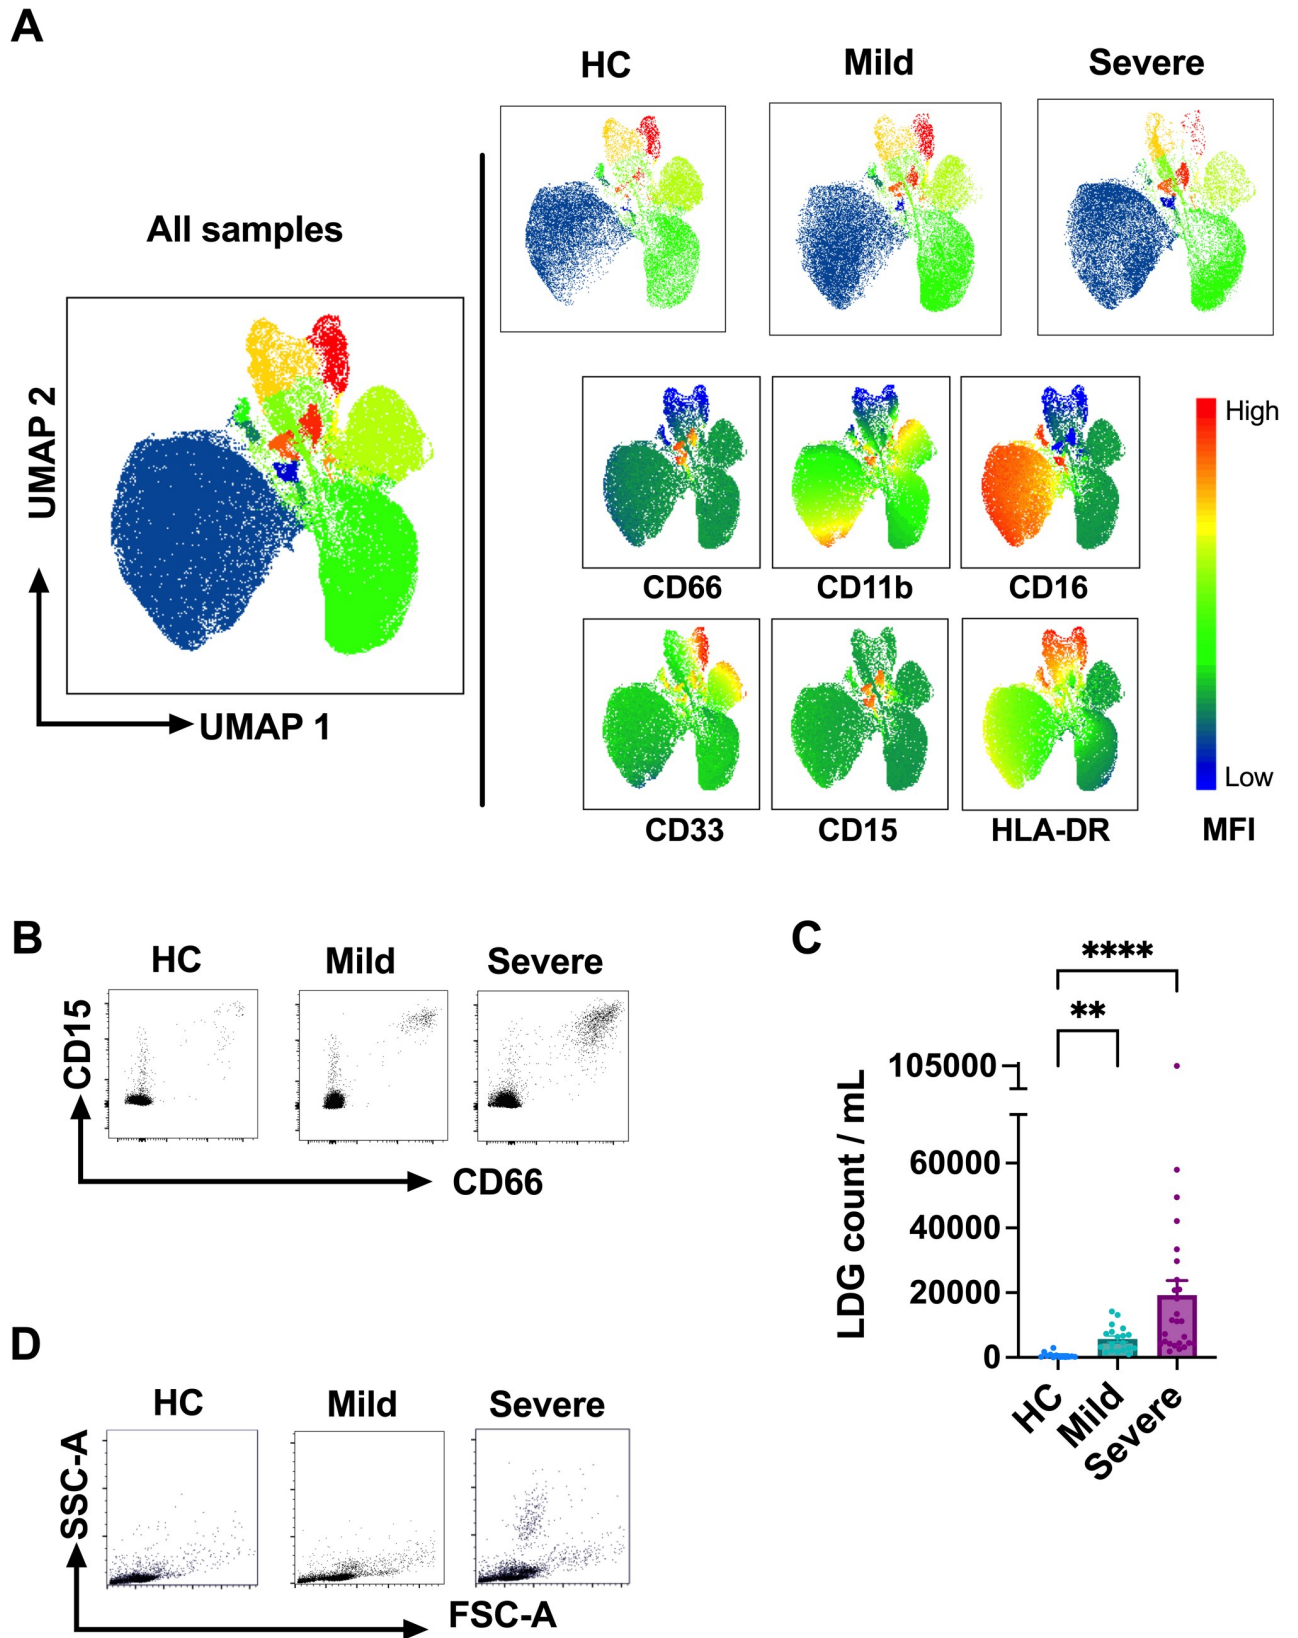 A
HC
Mild
Severe
All samples
UMAP 2
UMAP 1
High
Low
CD66
CD11b
CD16
CD33
CD15
HLA-DR
MFI
B
HC
Mild
Severe
CD15
CD66
C
****
**
LDG count / mL
105000
60000
40000
20000
0
HC
Mild
Severe
D
HC
Mild
Severe
SSC-A
FSC-A